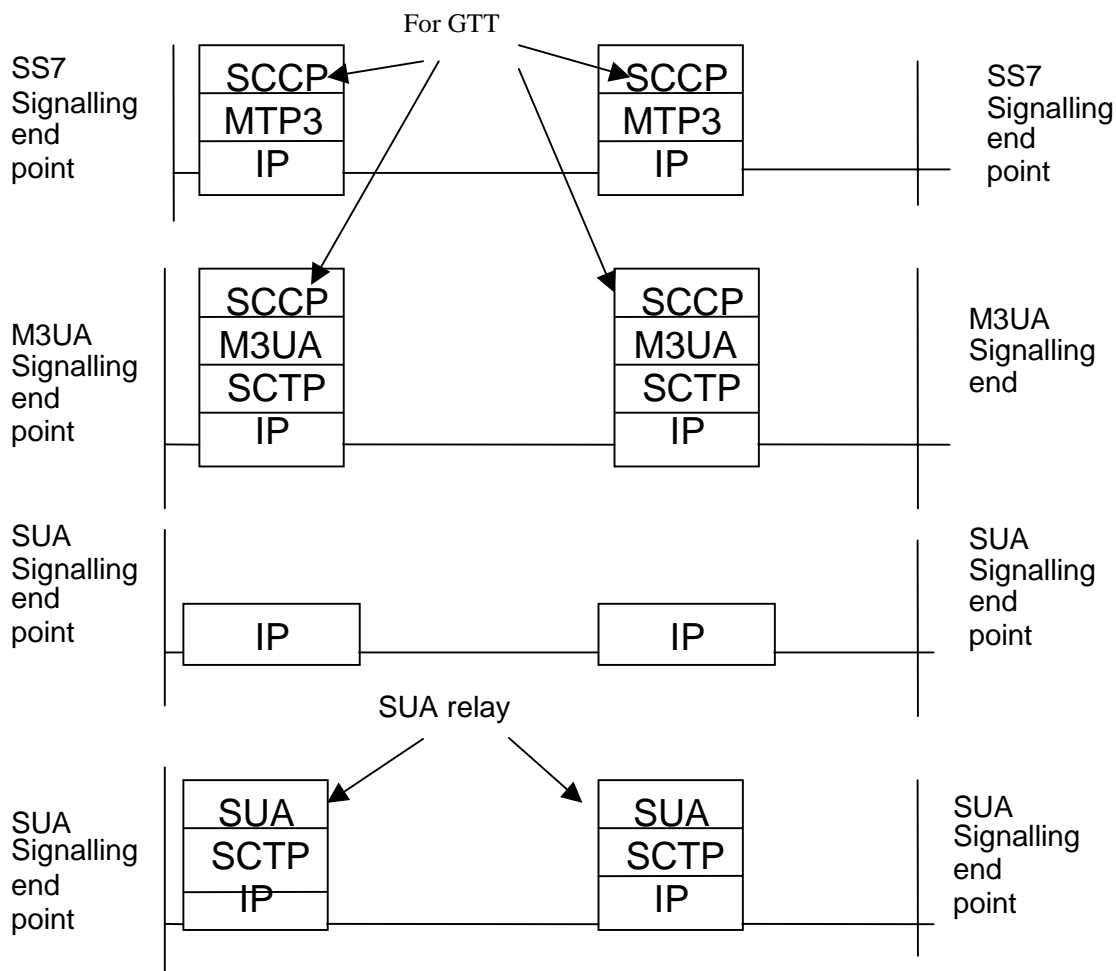 For GTT
SS7
Signalling
end
point
SCCP
MTP3
IP
SCCP
MTP3
IP
SS7
Signalling
end
point
M3UA
Signalling
end
point
SCCP
M3UA
SCTP
IP
SCCP
M3UA
SCTP
IP
M3UA
Signalling
end
SUA
Signalling
end
point
IP
IP
SUA
Signalling
end
point
SUA relay
SUA
Signalling
end
point
SUA
SCTP
IP
SUA
SCTP
IP
SUA
Signalling
end
point